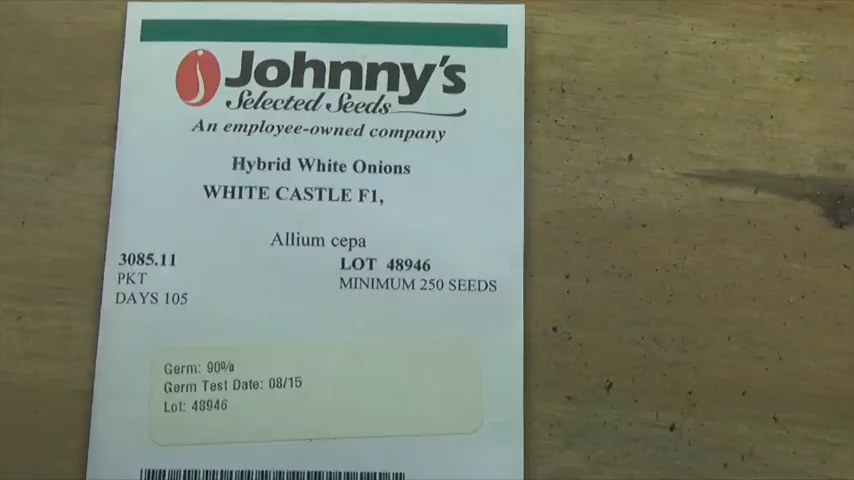 Johnny's
Selected Seeds
An employee-owned company
Hybrid White Onions
WHITE CASTLE F1,
Allium cepa
3085.11
PKT
DAYS 105
LOT 48946
MINIMUM 250 SEEDS
Germ: 90%
Germ Test Date: 08/15
Lot: 48946